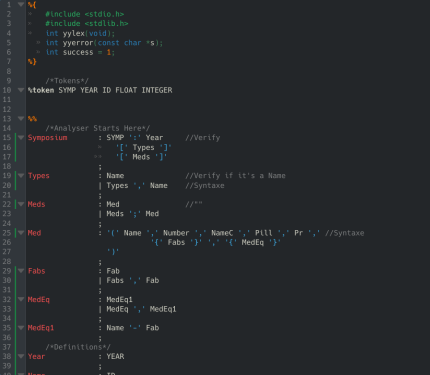 1 %{
2 #include <stdio.h>
3 #include <stdlib.h>
4 int yylex(void);
5 int yyerror(const char *s);
6 int success = 1;
7 %}
8
9 /*Tokens*/
10 %token SYMP YEAR ID FLOAT INTEGER
11
12
13 %%
14 /*Analyser Starts Here*/
15 Symposium : SYMP ':' Year //Verify
16 '[' Types ']'
17 '[' Meds ']'
18 ;
19 Types : Name //Verify if it's a Name
20 | Types ',' Name //Syntaxe
21 ;
22 Meds : Med //""
23 | Meds ';' Med
24 ;
25 Med : '(' Name ',' Number ',' NameC ',' Pill ',' Pr ',' //Syntaxe
26 '{' Fabs '}' ',' '{' MedEq '}'
27 ')'
28 ;
29 Fabs : Fab
30 | Fabs ',' Fab
31 ;
32 MedEq : MedEq1
33 | MedEq ',' MedEq1
34 ;
35 MedEq1 : Name '-' Fab
36 ;
37 /*Definitions*/
38 Year : YEAR
39 ;